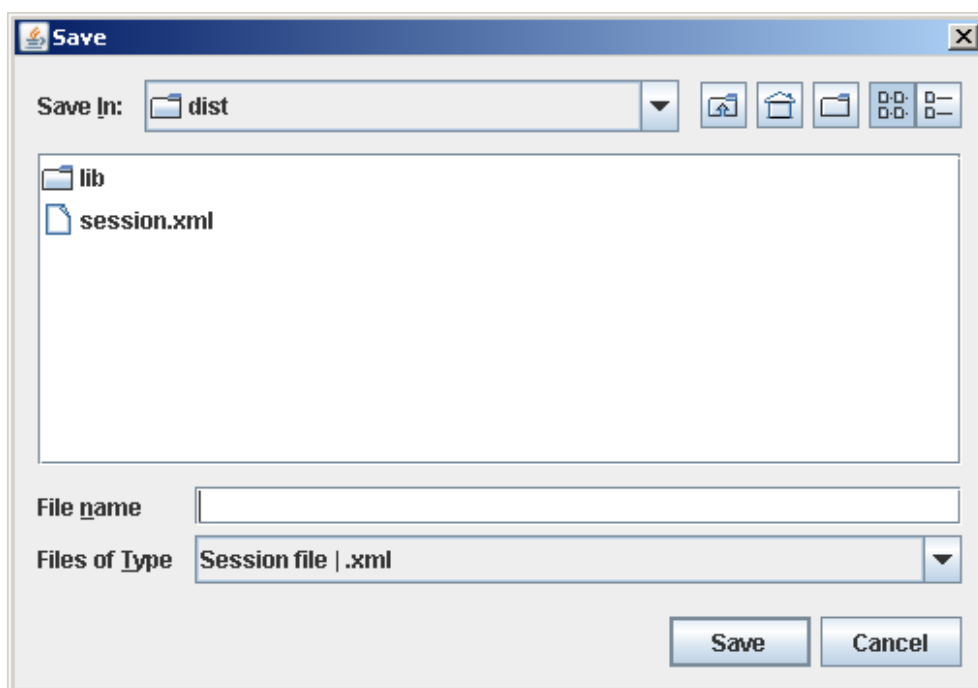 Save
Save In: dist
lib
session.xml
File name
Files of Type Session file | .xml
Save Cancel